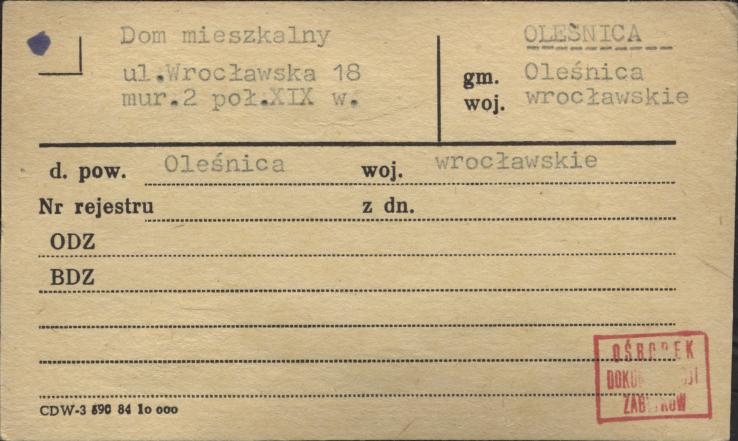 Dom mieszkalny
ul.Wrocławska 18
mur.2 poł.XIX w.
OLEŚNICA
gm. Oleśnica
woj. wrocławskie
d. pow. Oleśnica woj. wrocławskie
Nr rejestru z dn.
ODZ
BDZ
OŚRODEK
ZABYTKÓW
CDW-3 690 84 10 000